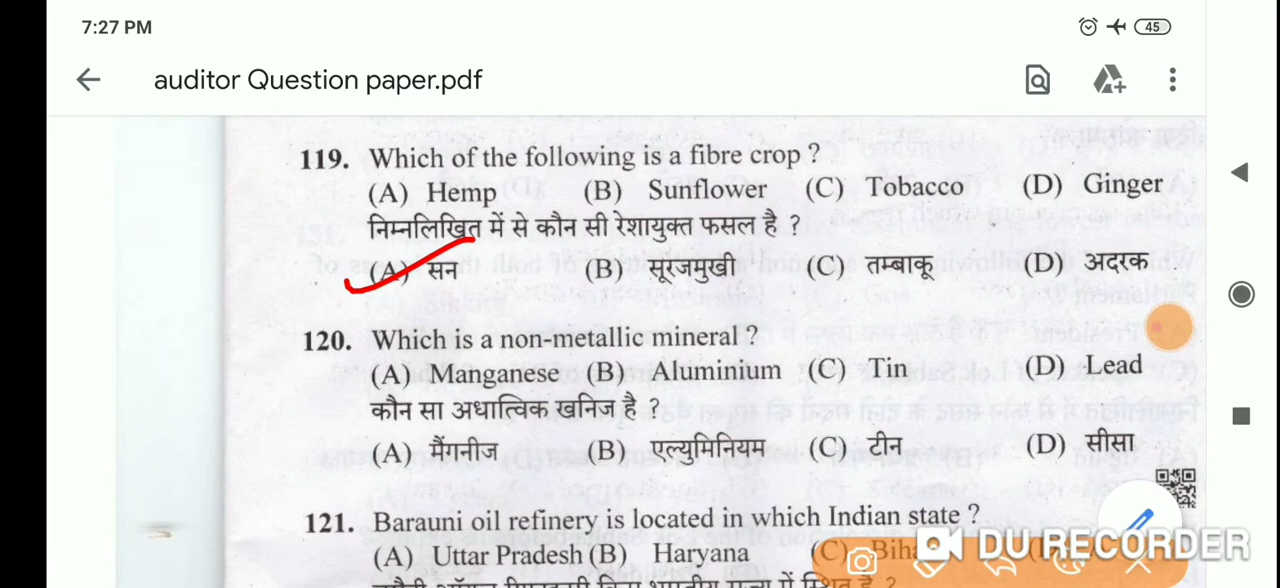 7:27 PM
45
auditor Question paper.pdf
119. Which of the following is a fibre crop ?
(A) Hemp (B) Sunflower (C) Tobacco (D) Ginger
निम्नलिखित में से कौन सी रेशायुक्त फसल है ?
(A) सन (B) सूरजमुखी (C) तम्बाकू (D) अदरक
120. Which is a non-metallic mineral ?
(A) Manganese (B) Aluminium (C) Tin (D) Lead
कौन सा अधात्विक खनिज है ?
(A) मैंगनीज (B) एल्युमिनियम (C) टीन (D) सीसा
121. Barauni oil refinery is located in which Indian state ?
(A) Uttar Pradesh (B) Haryana (C)
DU RECORDER